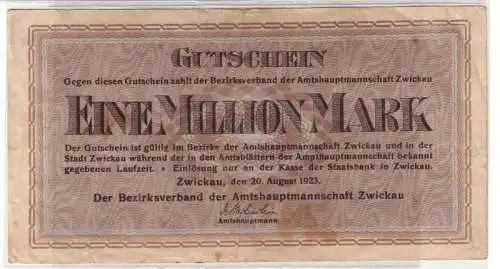 GUTSCHEIN
Gegen diesen Gutschein zahlt der Bezirksverband der Amtshauptmannschaft Zwickau
EINE MILLION MARK
Der Gutschein ist gültig im Bezirke der Amtshauptmannschaft Zwickau und in der
Stadt Zwickau während der in den Amtsblättern der Amtshauptmannschaft bekannt
gegebenen Laufzeit. » Einlösung nur an der Kasse der Staatsbank in Zwickau.
Zwickau, den 20. August 1923.
Der Bezirksverband der Amtshauptmannschaft Zwickau
Amtshauptmann